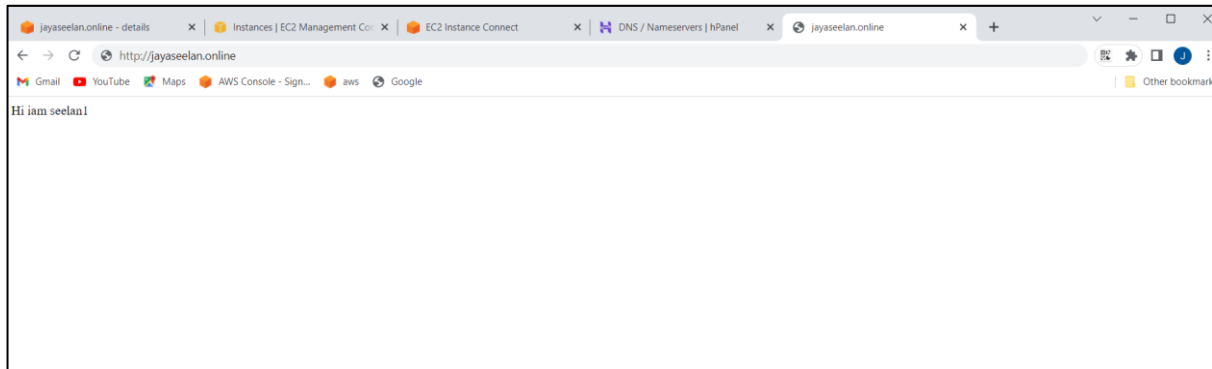 jayaseelan.online - details Instances | EC2 Management Con EC2 Instance Connect DNS / Nameservers | hPanel jayaseelan.online
http://jayaseelan.online J
Gmail YouTube Maps AWS Console - Sign... aws Google Other bookmark
Hi iam seelan1